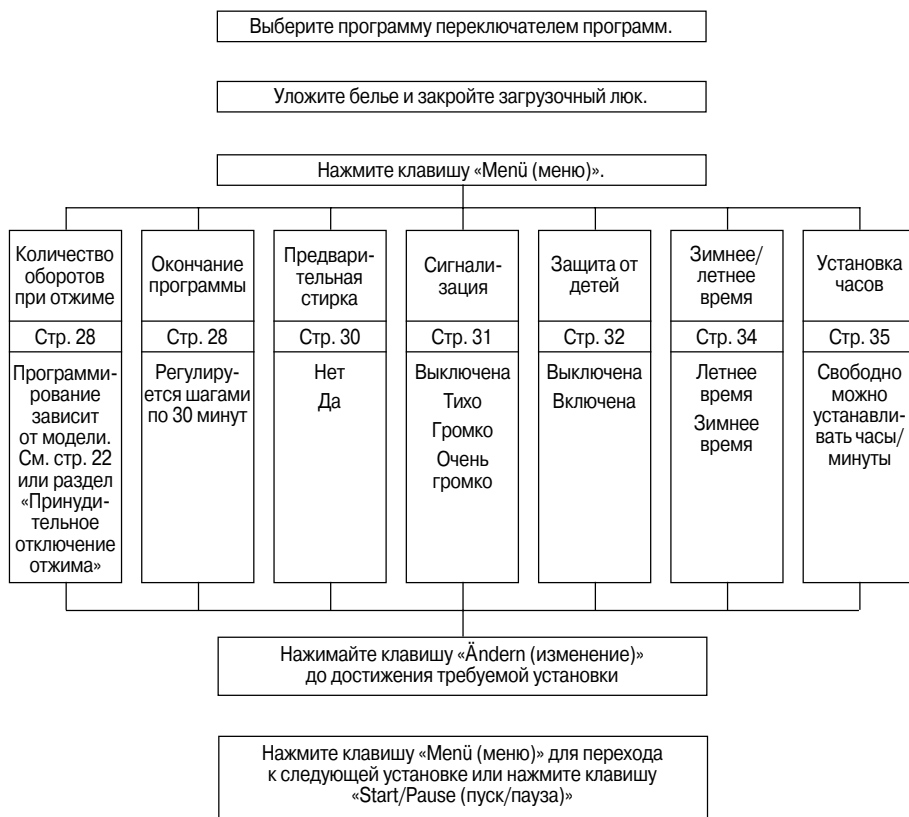 Выберите программу переключателем программ.
Уложите белье и закройте загрузочный люк.
Нажмите клавишу «Menü (меню)».
Количество
оборотов
при отжиме
Стр. 28
Программи-
рование
зависит
от модели.
См. стр. 22
или раздел
«Принуди-
тельное
отключение
отжима»
Окончание
программы
Стр. 28
Регулиру-
ется шагами
по 30 минут
Предвари-
тельная
стирка
Стр. 30
Нет
Да
Сигнали-
зация
Стр. 31
Выключена
Тихо
Громко
Очень
громко
Защита от
детей
Стр. 32
Выключена
Включена
Зимнее/
летнее
время
Стр. 34
Летнее
время
Зимнее
время
Установка
часов
Стр. 35
Свободно
можно
устанавли-
вать часы/
минуты
Нажимайте клавишу «Ändern (изменение)»
до достижения требуемой установки
Нажмите клавишу «Menü (меню)» для перехода
к следующей установке или нажмите клавишу
«Start/Pause (пуск/пауза)»